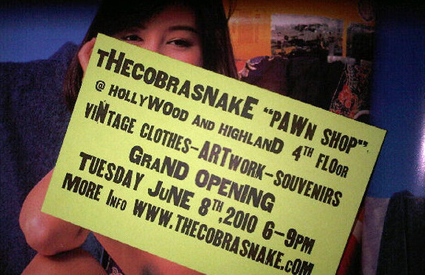 tHECOBRASNAKE "PAWN SHOP"
@ HOLLYWOOD AND HIGHLAND 4TH FLOOR
VINTAGE CLOTHES-ARTWORK-SOUVENIRS
GRAND OPENING
TUESDAY JUNE 8TH,2010 6-9PM
MORE INFO WWW.THECOBRASNAKE.COM